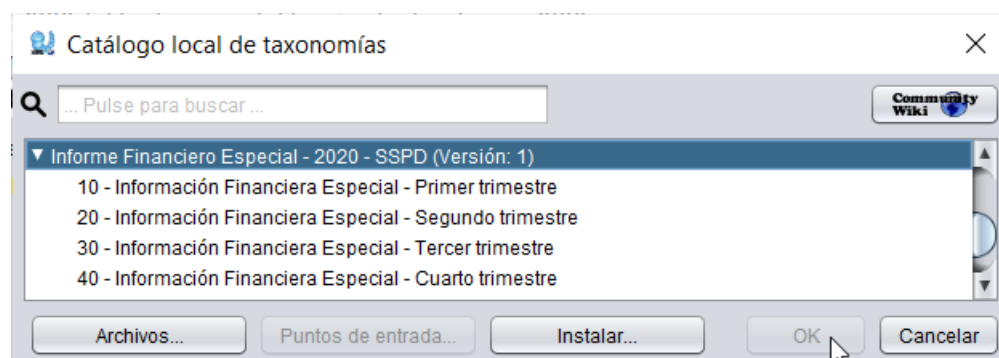 Catálogo local de taxonomías
... Pulse para buscar ...
Community
Wiki
Informe Financiero Especial - 2020 - SSPD (Versión: 1)
10 - Información Financiera Especial - Primer trimestre
20 - Información Financiera Especial - Segundo trimestre
30 - Información Financiera Especial - Tercer trimestre
40 - Información Financiera Especial - Cuarto trimestre
Archivos... Puntos de entrada... Instalar... OK Cancelar